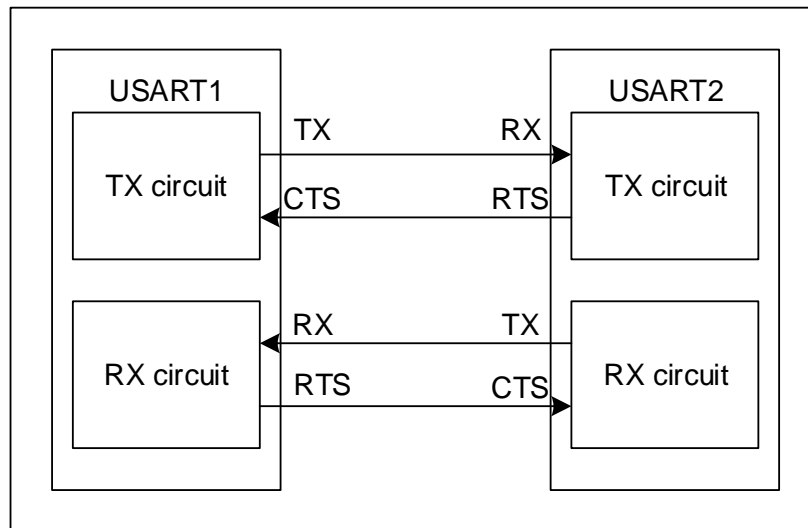 USART1 USART2
TX RX
TX circuit TX circuit
CTS RTS
RX TX
RX circuit RX circuit
RTS CTS